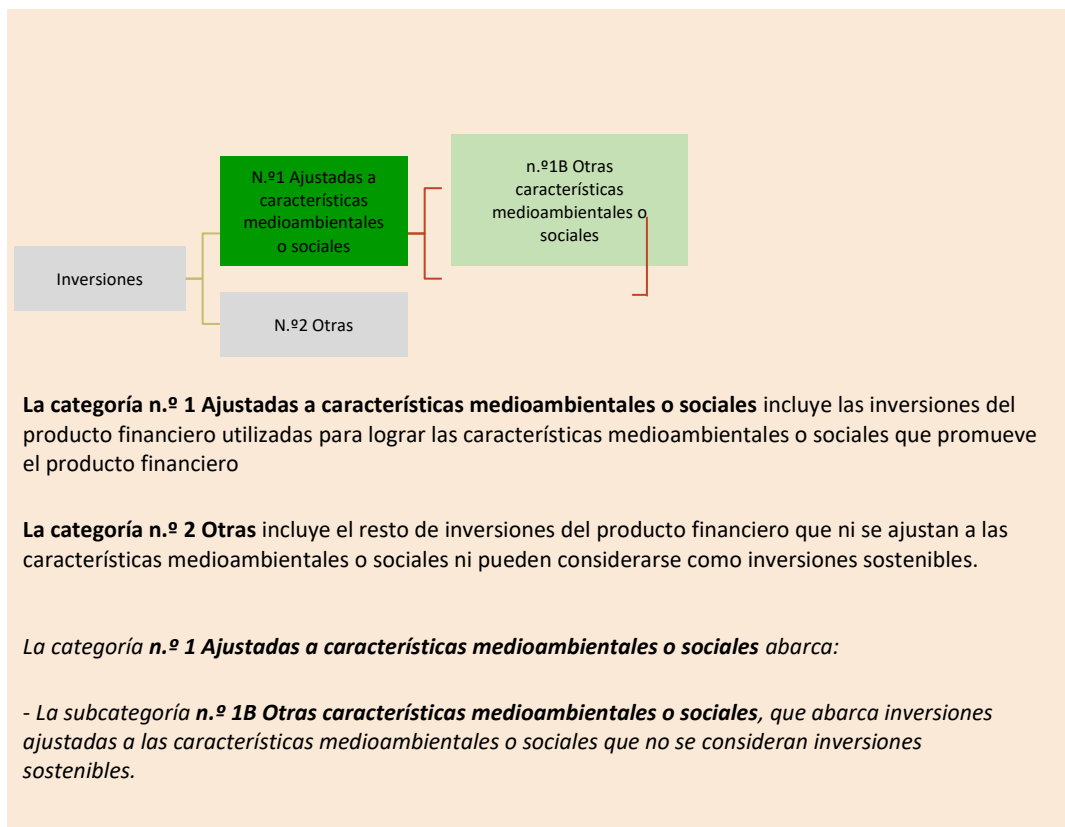 N.º1 Ajustadas a
características
medioambientales
o sociales
n.º1B Otras
características
medioambientales o
sociales
Inversiones
N.º2 Otras
La categoría n.º 1 Ajustadas a características medioambientales o sociales incluye las inversiones del
producto financiero utilizadas para lograr las características medioambientales o sociales que promueve
el producto financiero
La categoría n.º 2 Otras incluye el resto de inversiones del producto financiero que ni se ajustan a las
características medioambientales o sociales ni pueden considerarse como inversiones sostenibles.
La categoría n.º 1 Ajustadas a características medioambientales o sociales abarca:
- La subcategoría n.º 1B Otras características medioambientales o sociales, que abarca inversiones
ajustadas a las características medioambientales o sociales que no se consideran inversiones
sostenibles.